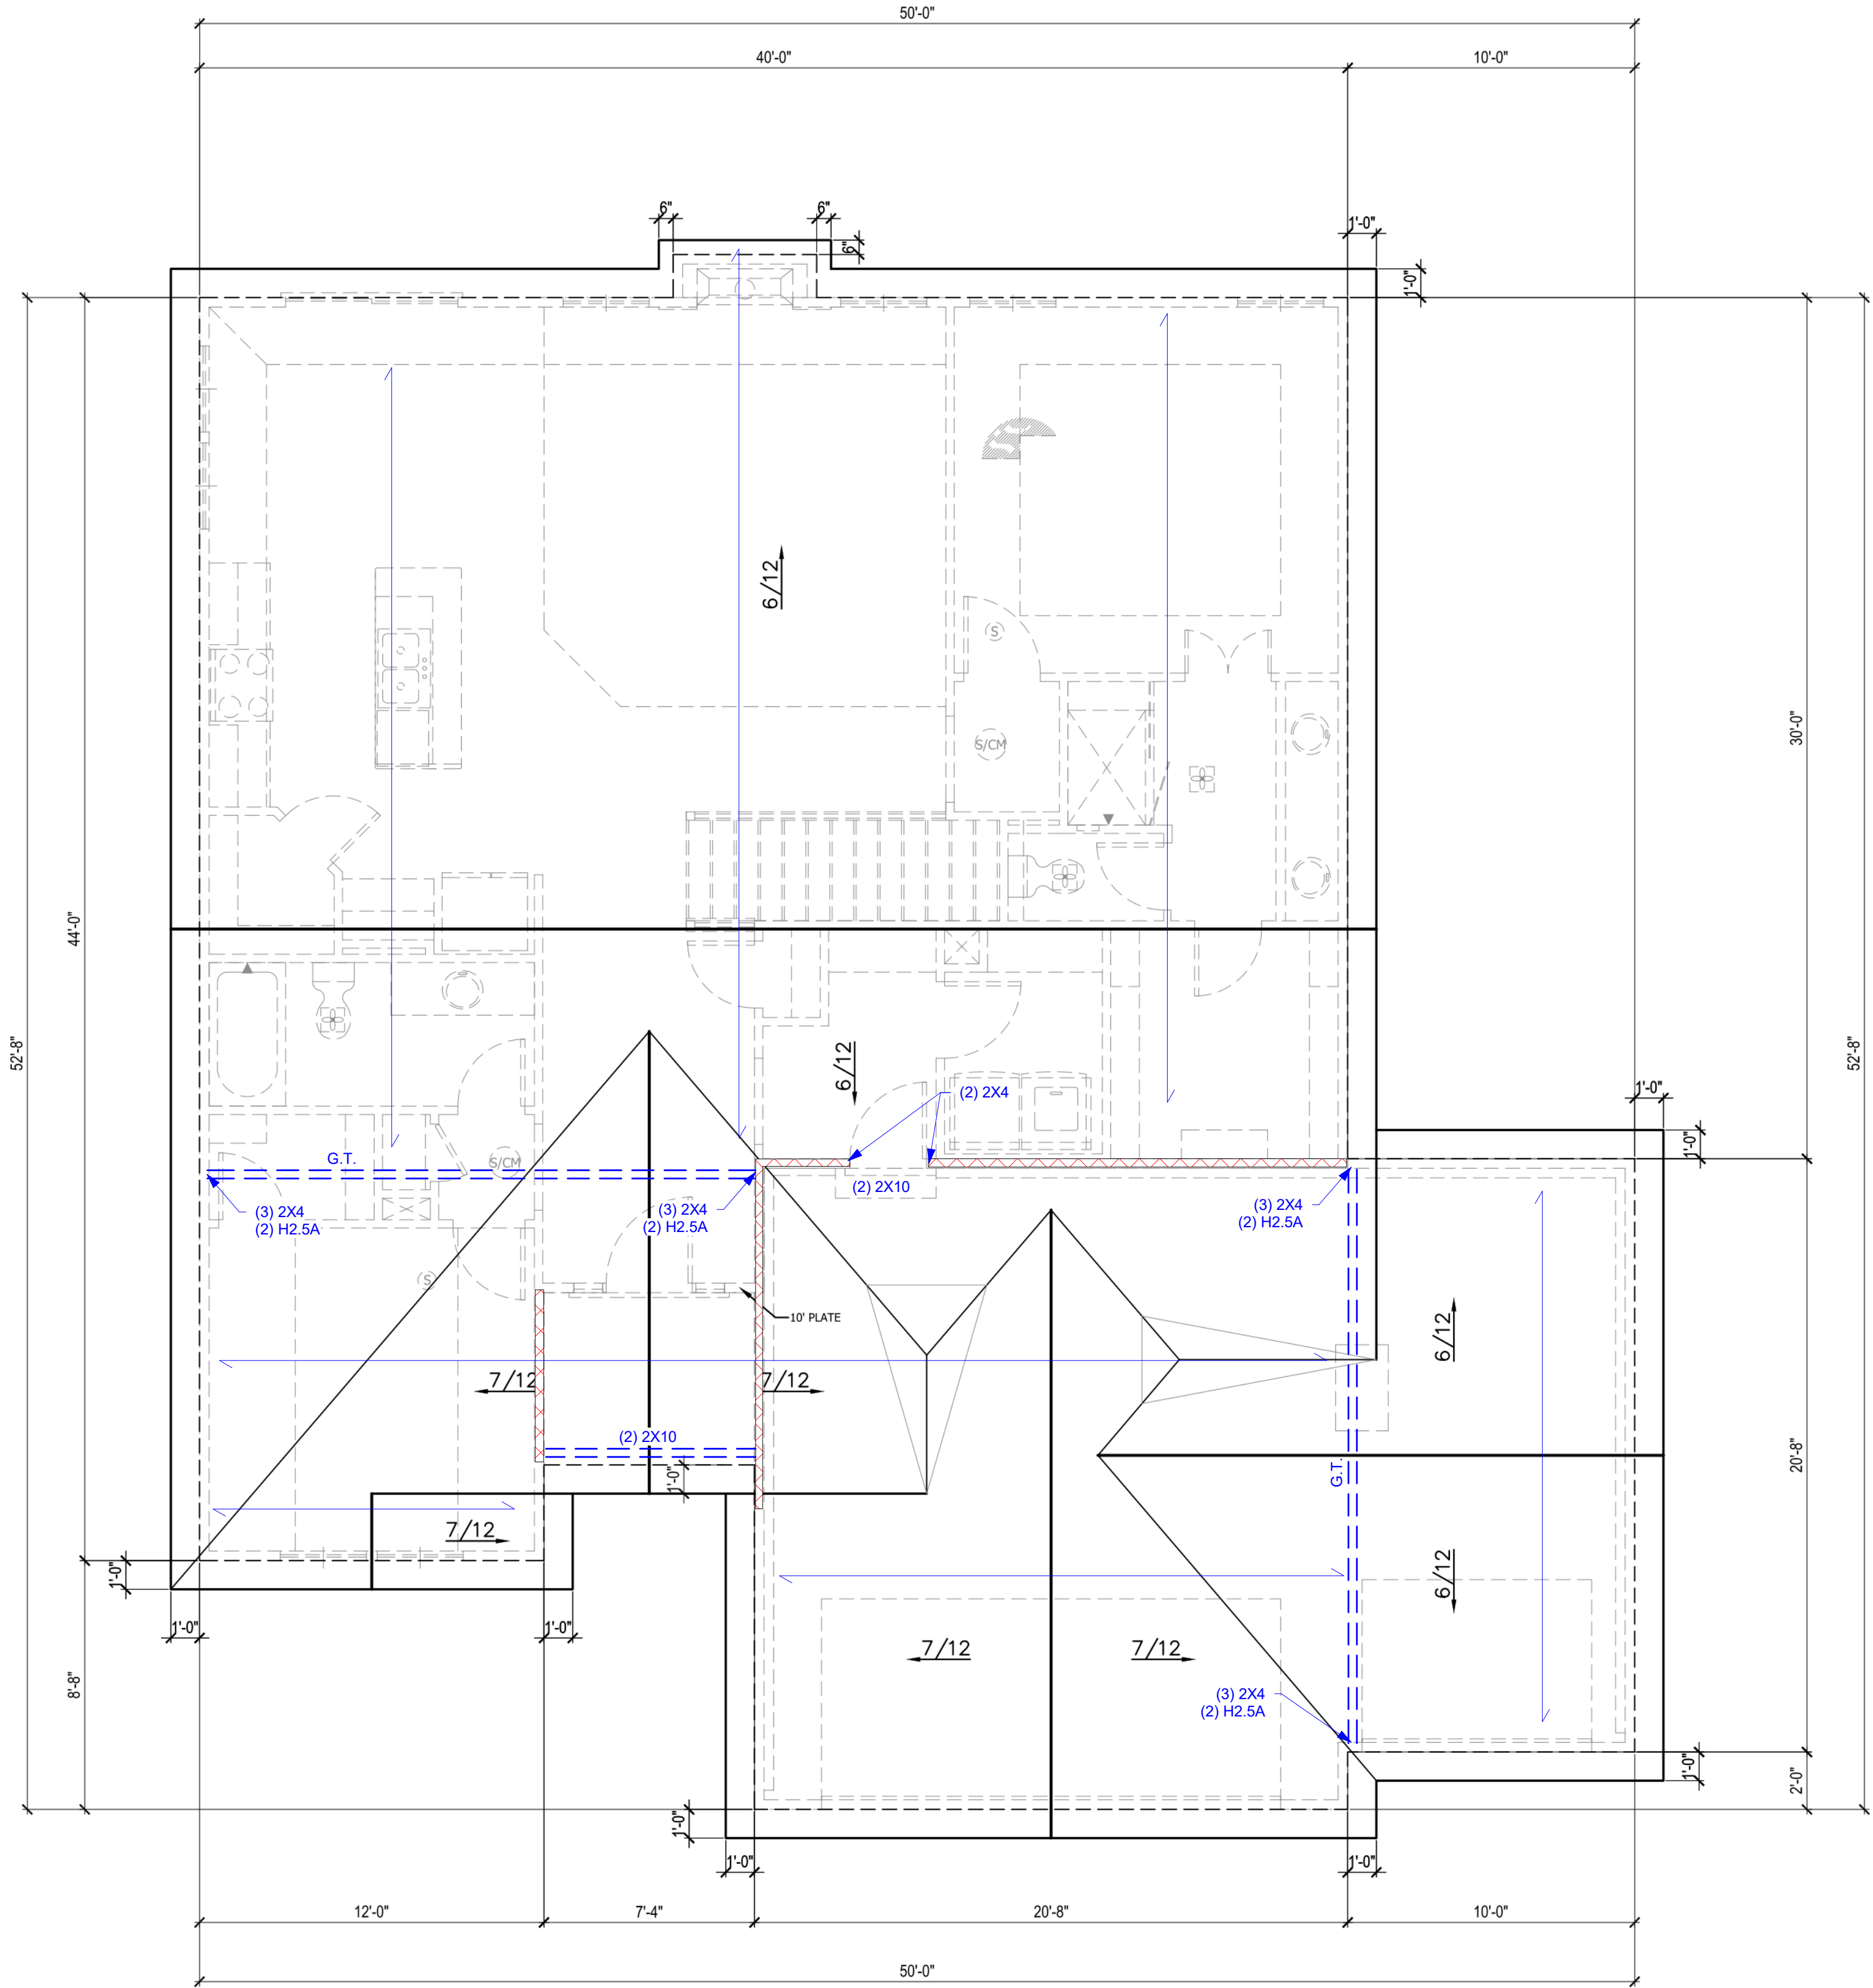 50'-0"
40'-0"
10'-0"
6"
6"
6"
1'-0"
1'-0"
6/12
S
30'-0"
S/CM
44'-0"
52'-8"
52'-8"
6/12
(2) 2X4
1'-0"
1'-0"
G.T.
S/CM
(2) 2X10
(3) 2X4
(2) H2.5A
(3) 2X4
(2) H2.5A
(3) 2X4
(2) H2.5A
S
10' PLATE
6/12
7/12
7/12
(2) 2X10
20'-8"
1'-0"
G.T.
7/12
1'-0"
6/12
1'-0"
1'-0"
7/12
7/12
8'-8"
(3) 2X4
(2) H2.5A
1'-0"
2'-0"
1'-0"
1'-0"
1'-0"
12'-0"
7'-4"
20'-8"
10'-0"
50'-0"